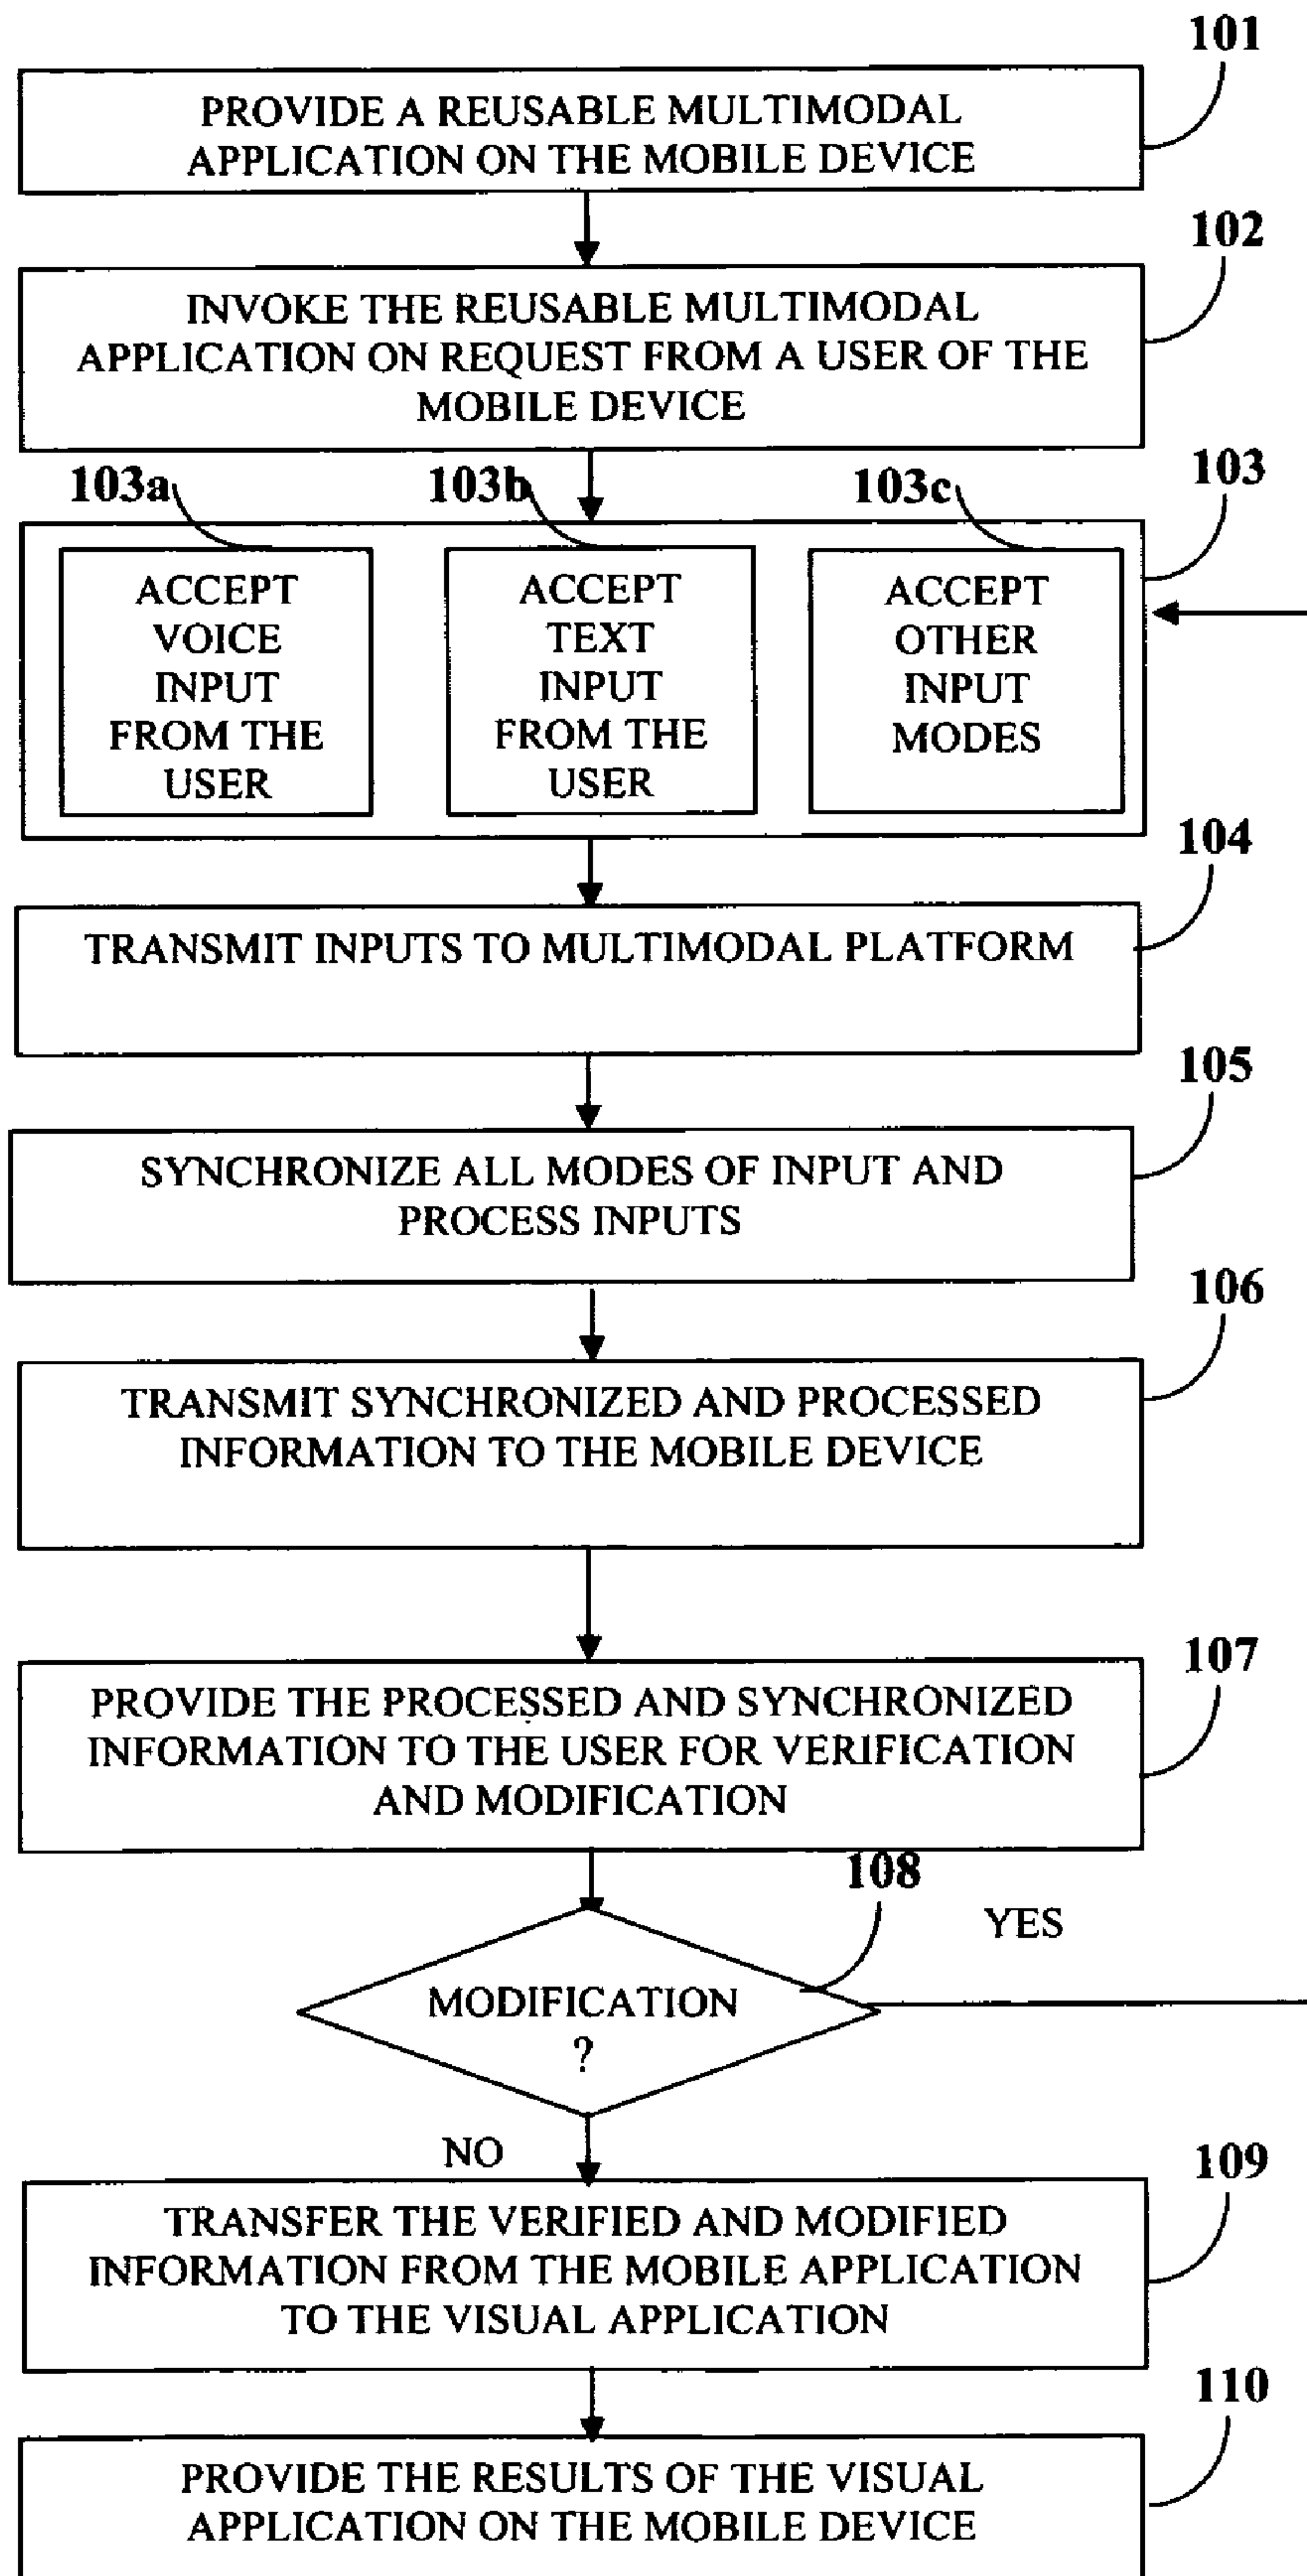 101
PROVIDE A REUSABLE MULTIMODAL
APPLICATION ON THE MOBILE DEVICE
102
INVOKE THE REUSABLE MULTIMODAL
APPLICATION ON REQUEST FROM A USER OF THE
MOBILE DEVICE
103
103a
103b
103c
ACCEPT
VOICE
INPUT
FROM THE
USER
ACCEPT
TEXT
INPUT
FROM THE
USER
ACCEPT
OTHER
INPUT
MODES
104
TRANSMIT INPUTS TO MULTIMODAL PLATFORM
105
SYNCHRONIZE ALL MODES OF INPUT AND
PROCESS INPUTS
106
TRANSMIT SYNCHRONIZED AND PROCESSED
INFORMATION TO THE MOBILE DEVICE
107
PROVIDE THE PROCESSED AND SYNCHRONIZED
INFORMATION TO THE USER FOR VERIFICATION
AND MODIFICATION
108
YES
MODIFICATION
?
NO
109
TRANSFER THE VERIFIED AND MODIFIED
INFORMATION FROM THE MOBILE APPLICATION
TO THE VISUAL APPLICATION
110
PROVIDE THE RESULTS OF THE VISUAL
APPLICATION ON THE MOBILE DEVICE